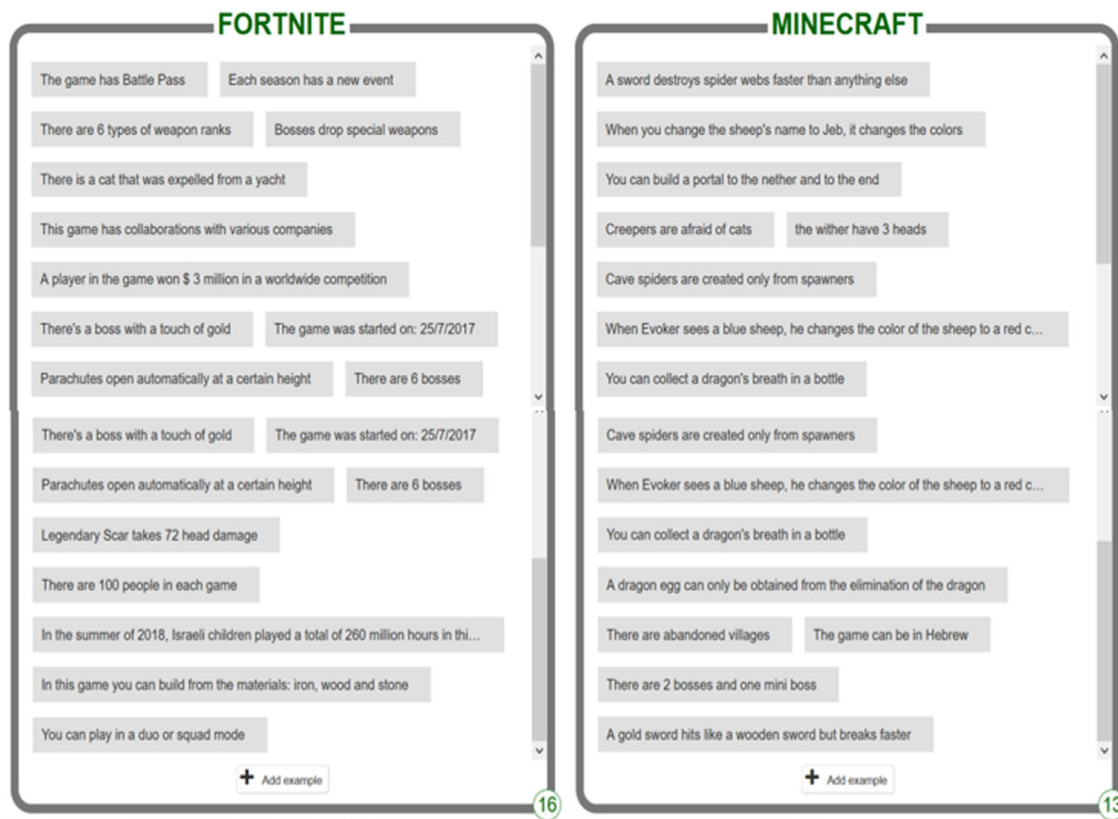 FORTNITE
The game has Battle Pass
Each season has a new event
There are 6 types of weapon ranks
Bosses drop special weapons
There is a cat that was expelled from a yacht
This game has collaborations with various companies
A player in the game won $ 3 million in a worldwide competition
There's a boss with a touch of gold
The game was started on: 25/7/2017
Parachutes open automatically at a certain height
There are 6 bosses
There's a boss with a touch of gold
The game was started on: 25/7/2017
Parachutes open automatically at a certain height
There are 6 bosses
Legendary Scar takes 72 head damage
There are 100 people in each game
In the summer of 2018, Israeli children played a total of 260 million hours in thi...
In this game you can build from the materials: iron, wood and stone
You can play in a duo or squad mode
+ Add example
16
MINECRAFT
A sword destroys spider webs faster than anything else
When you change the sheep's name to Jeb, it changes the colors
You can build a portal to the nether and to the end
Creepers are afraid of cats
the wither have 3 heads
Cave spiders are created only from spawners
When Evoker sees a blue sheep, he changes the color of the sheep to a red c...
You can collect a dragon's breath in a bottle
Cave spiders are created only from spawners
When Evoker sees a blue sheep, he changes the color of the sheep to a red c...
You can collect a dragon's breath in a bottle
A dragon egg can only be obtained from the elimination of the dragon
There are abandoned villages
The game can be in Hebrew
There are 2 bosses and one mini boss
A gold sword hits like a wooden sword but breaks faster
+ Add example
13